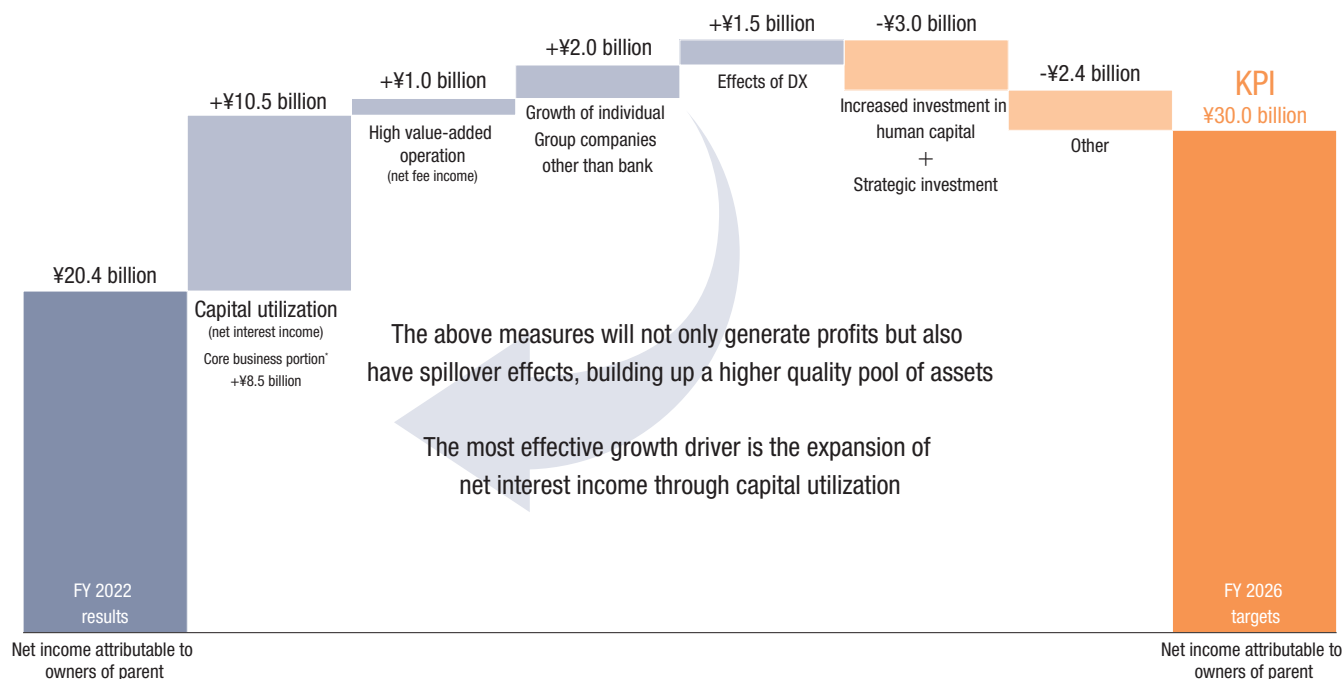 ¥20.4 billion
FY 2022
results
Net income attributable to
owners of parent
+¥10.5 billion
Capital utilization
(net interest income)
Core business portion*
+¥8.5 billion
+¥1.0 billion
High value-added
operation
(net fee income)
+¥2.0 billion
Growth of individual
Group companies
other than bank
+¥1.5 billion
Effects of DX
-¥3.0 billion
Increased investment in
human capital
+
Strategic investment
-¥2.4 billion
Other
KPI
¥30.0 billion
FY 2026
targets
Net income attributable to
owners of parent
The above measures will not only generate profits but also
have spillover effects, building up a higher quality pool of assets
The most effective growth driver is the expansion of
net interest income through capital utilization